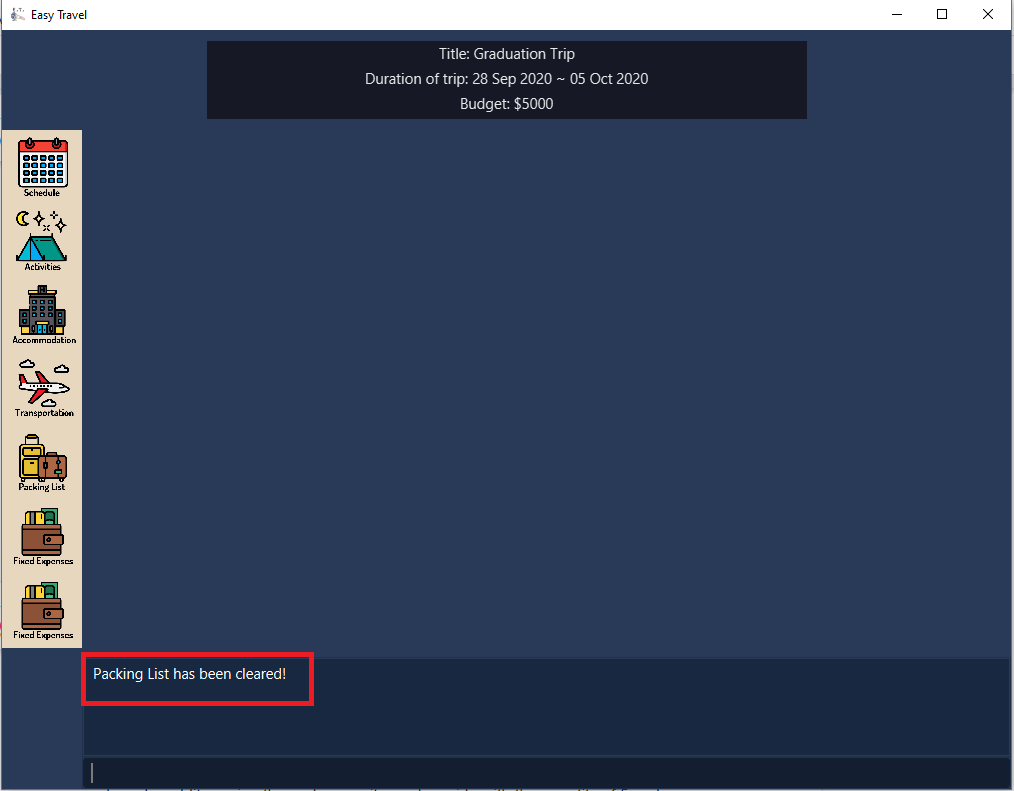 Easy Travel
Title: Graduation Trip
Duration of trip: 28 Sep 2020 ~ 05 Oct 2020
Budget: $5000
Schedule
Activities
Accommodation
Transportation
Packing List
Fixed Expenses
Fixed Expenses
Packing List has been cleared!